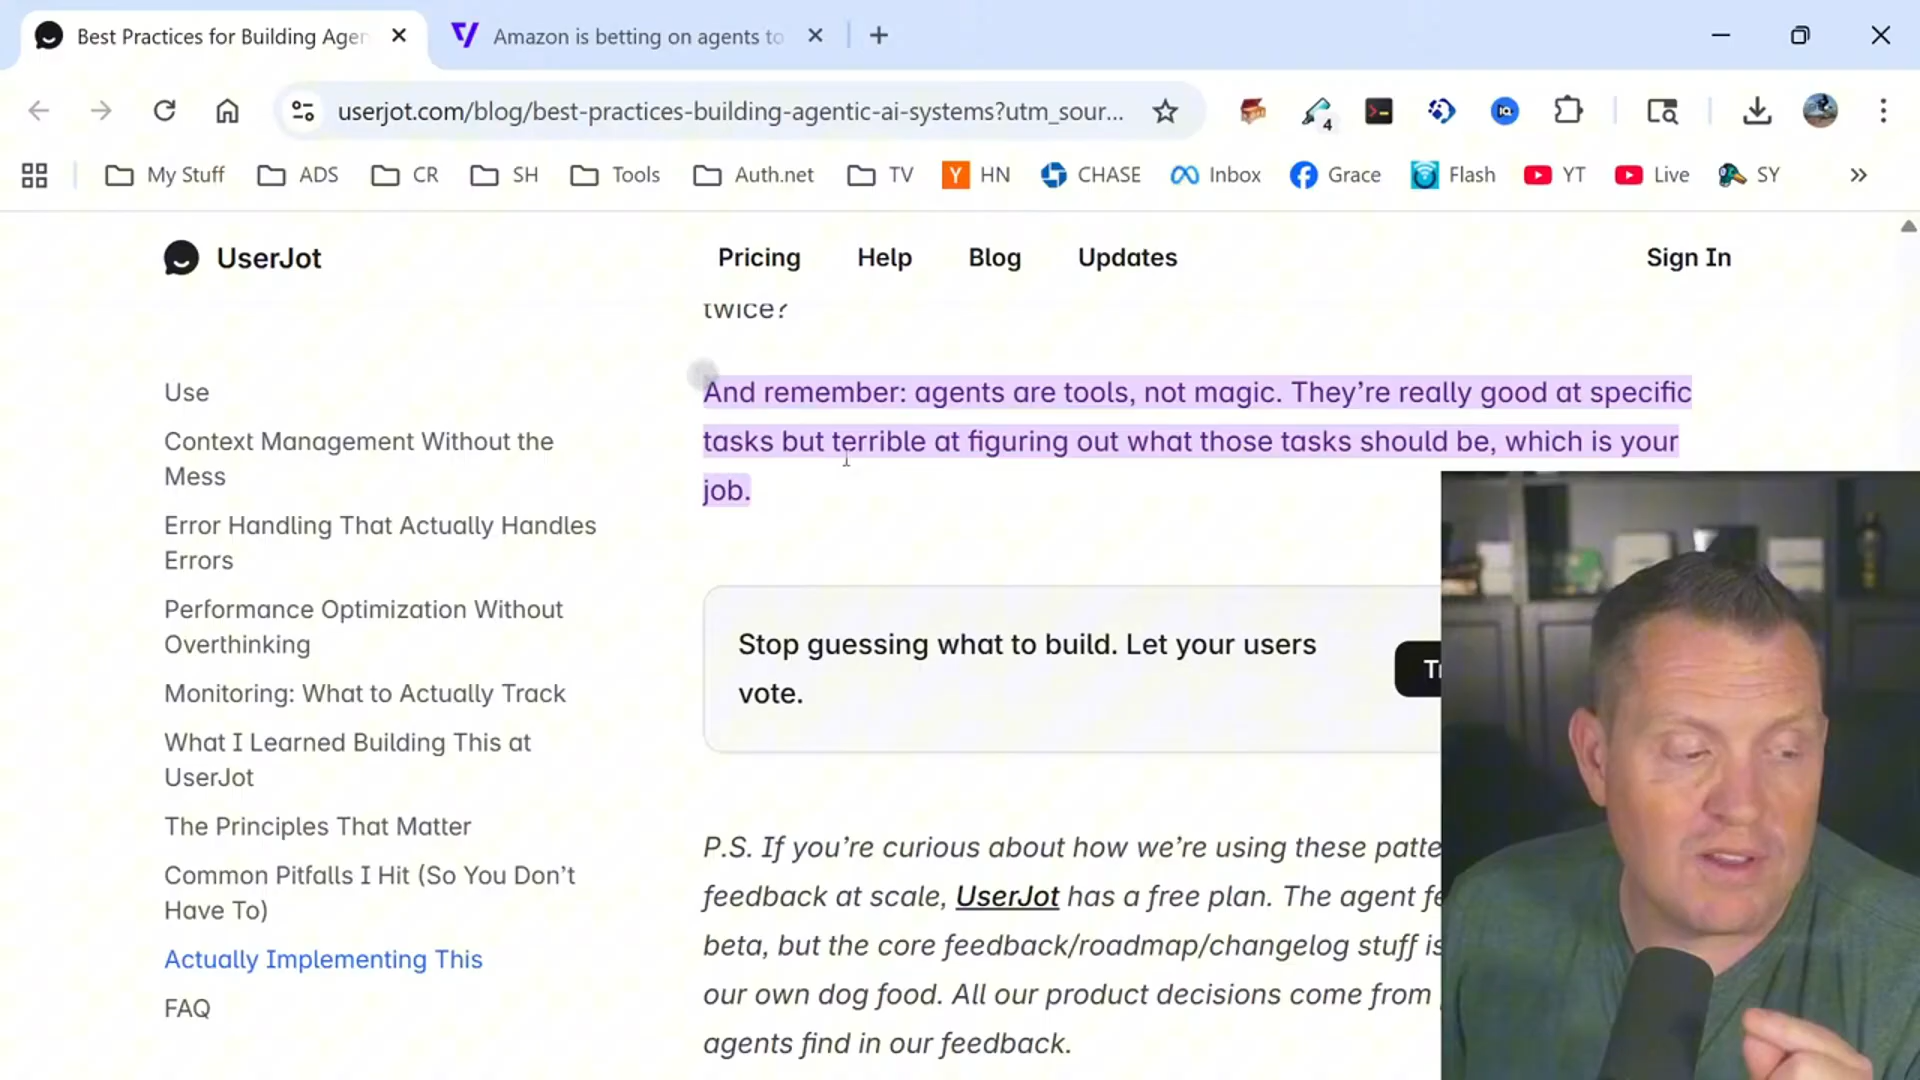 Best Practices for Building Agen
Amazon is betting on agents to
userjot.com/blog/best-practices-building-agentic-ai-systems?utm_sour...
4
My Stuff
ADS
CR
SH
Tools
Auth.net
TV
HN
CHASE
Inbox
Grace
Flash
YT
Live
SY
UserJot
Pricing
Help
Blog
Updates
Sign In
Use
Context Management Without the
Mess
Error Handling That Actually Handles
Errors
Performance Optimization Without
Overthinking
Monitoring: What to Actually Track
What I Learned Building This at
UserJot
The Principles That Matter
Common Pitfalls I Hit (So You Don't
Have To)
Actually Implementing This
FAQ
twice?
And remember: agents are tools, not magic. They're really good at specific
tasks but terrible at figuring out what those tasks should be, which is your
job.
Stop guessing what to build. Let your users
vote.
P.S. If you're curious about how we're using these patte
feedback at scale, UserJot has a free plan. The agent fe
beta, but the core feedback/roadmap/changelog stuff is
our own dog food. All our product decisions come from
agents find in our feedback.